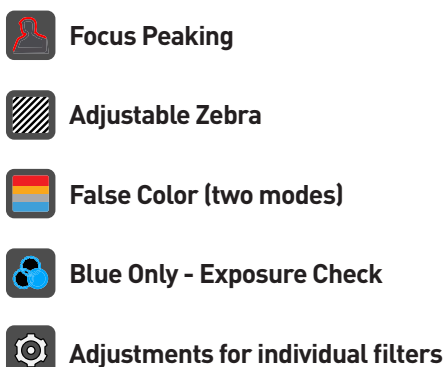 Focus Peaking
Adjustable Zebra
False Color (two modes)
Blue Only - Exposure Check
Adjustments for individual filters